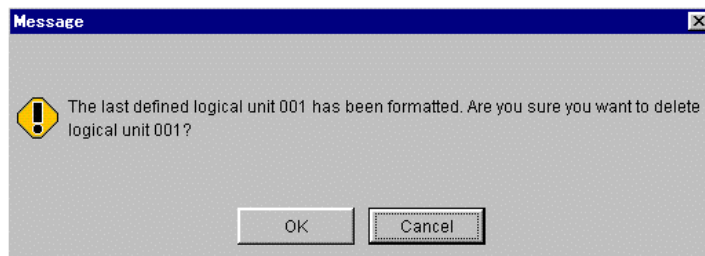 Message
The last defined logical unit 001 has been formatted. Are you sure you want to delete
logical unit 001?
OK
Cancel